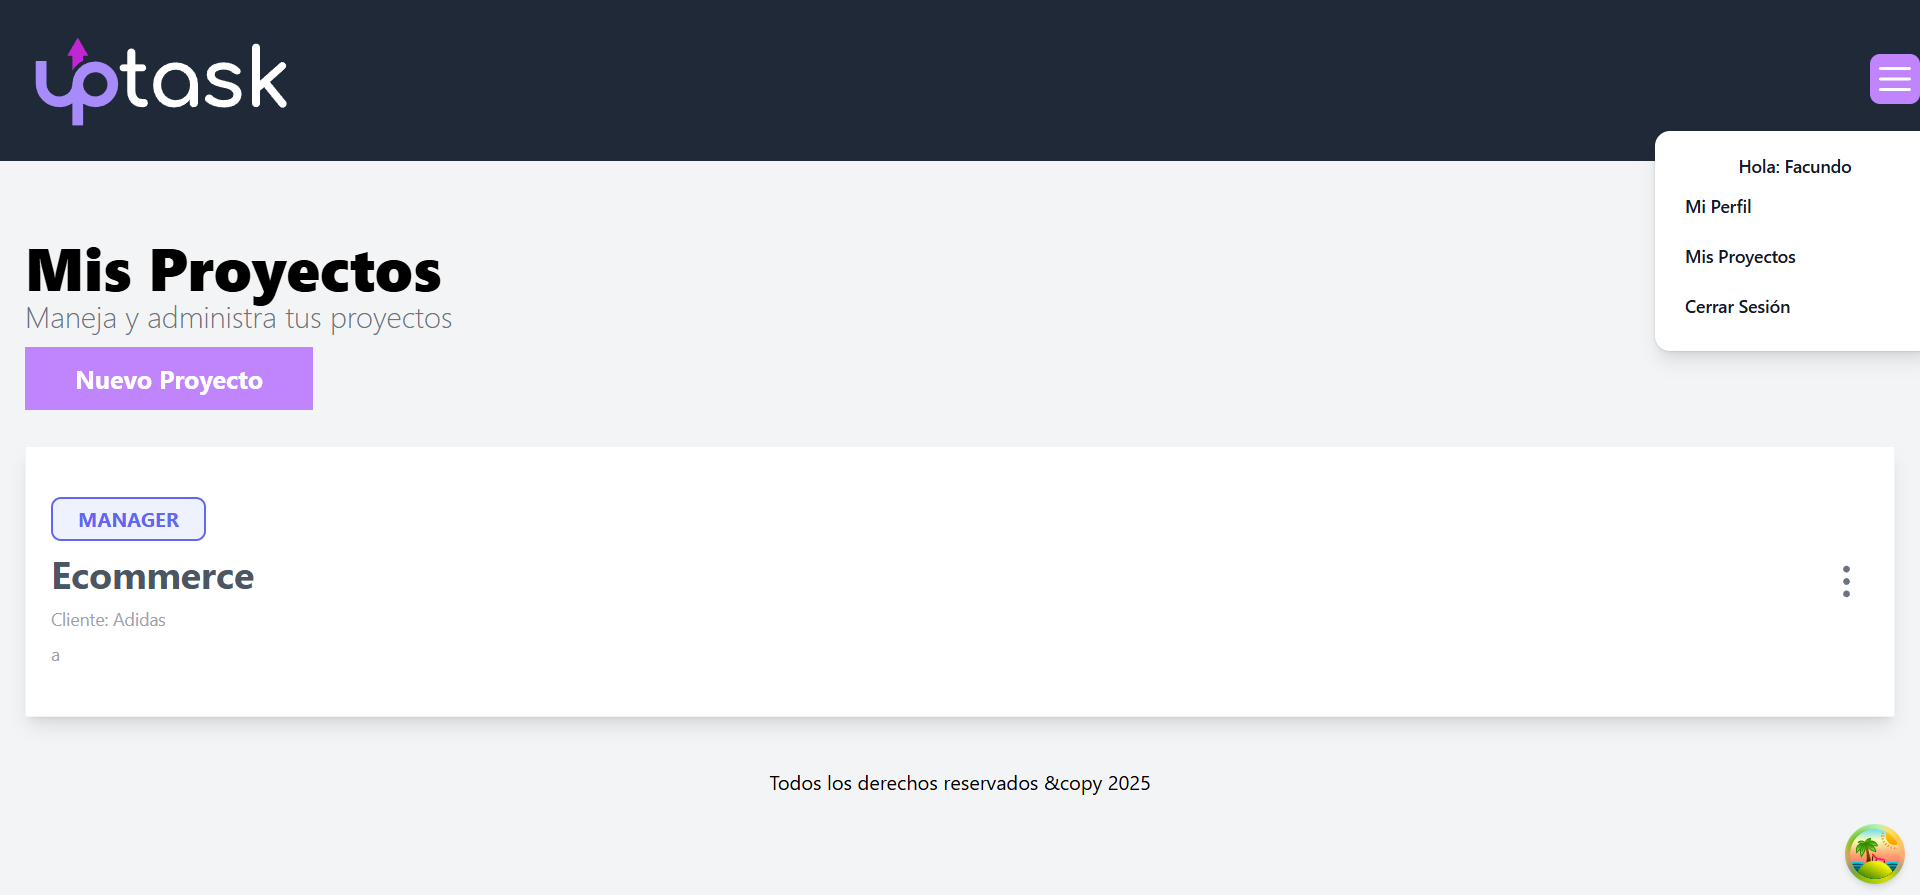 uptask
Hola: Facundo
Mi Perfil
Mis Proyectos
Cerrar Sesión
Mis Proyectos
Maneja y administra tus proyectos
Nuevo Proyecto
MANAGER
Ecommerce
Cliente: Adidas
a
Todos los derechos reservados &copy 2025